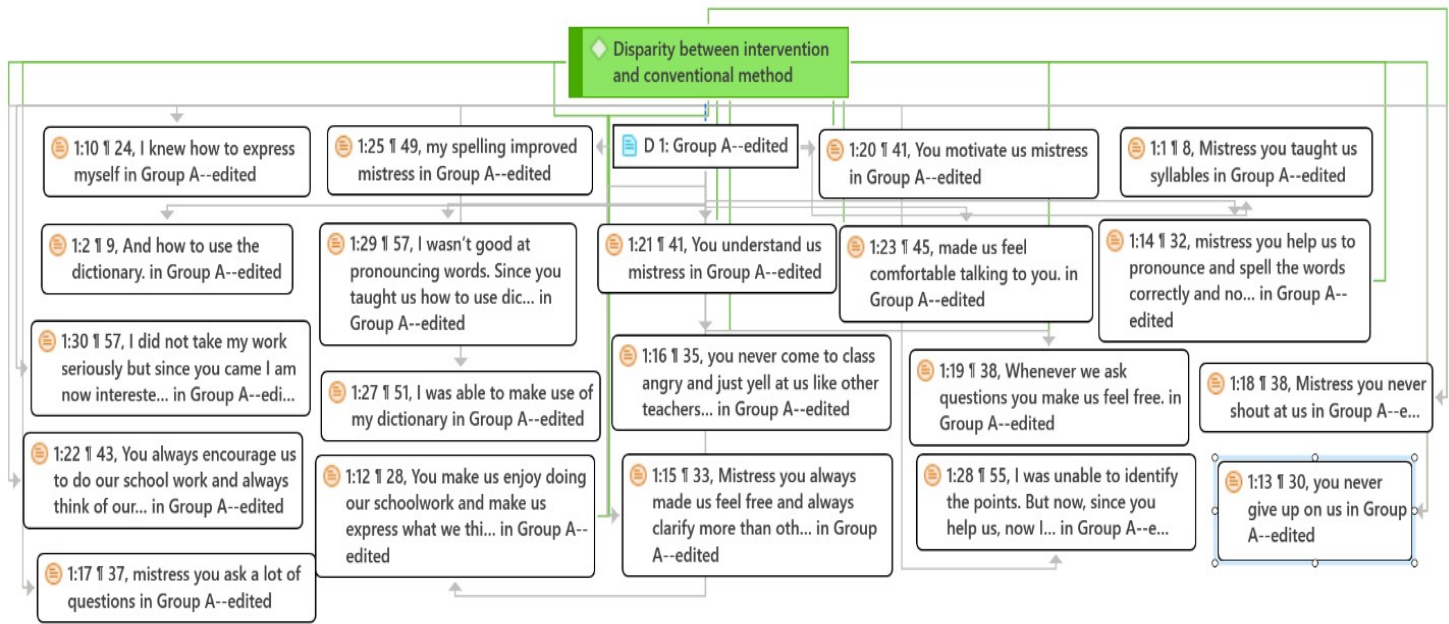 Disparity between intervention
and conventional method
D 1: Group A--edited
1:10 ¶ 24, I knew how to express
myself in Group A--edited
1:25 ¶ 49, my spelling improved
mistress in Group A--edited
1:20 ¶ 41, You motivate us mistress
in Group A--edited
1:1 ¶ 8, Mistress you taught us
syllables in Group A--edited
1:2 ¶ 9, And how to use the
dictionary. in Group A--edited
1:29 ¶ 57, I wasn't good at
pronouncing words. Since you
taught us how to use dic... in
Group A--edited
1:21 ¶ 41, You understand us
mistress in Group A--edited
1:23 ¶ 45, made us feel
comfortable talking to you. in
Group A--edited
1:14 ¶ 32, mistress you help us to
pronounce and spell the words
correctly and no... in Group A--
edited
1:30 ¶ 57, I did not take my work
seriously but since you came I am
now intereste... in Group A--edi...
1:27 ¶ 51, I was able to make use of
my dictionary in Group A--edited
1:16 ¶ 35, you never come to class
angry and just yell at us like other
teachers... in Group A--edited
1:19 ¶ 38, Whenever we ask
questions you make us feel free. in
Group A--edited
1:18 ¶ 38, Mistress you never
shout at us in Group A--e...
1:22 ¶ 43, You always encourage us
to do our school work and always
think of our... in Group A--edited
1:12 ¶ 28, You make us enjoy doing
our schoolwork and make us
express what we thi... in Group A--
edited
1:15 ¶ 33, Mistress you always
made us feel free and always
clarify more than oth... in Group
A--edited
1:28 ¶ 55, I was unable to identify
the points. But now, since you
help us, now I... in Group A--e...
1:13 ¶ 30, you never
give up on us in Group
A--edited
1:17 ¶ 37, mistress you ask a lot of
questions in Group A--edited